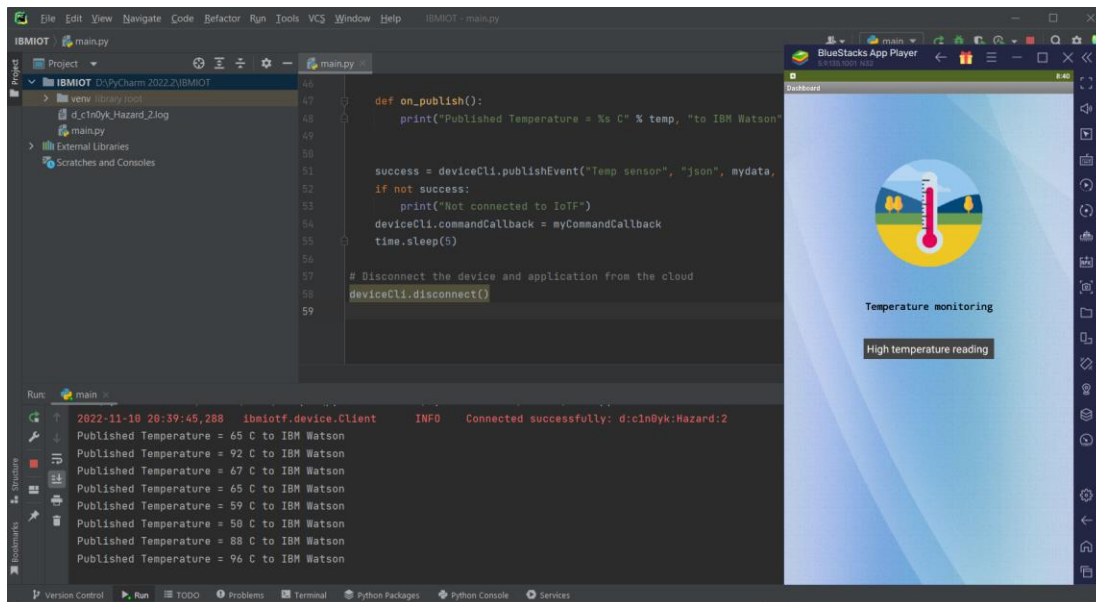 File Edit View Navigate Code Refactor Run Tools VCS Window Help IBMIOT - main.py
IBMIOT main.py
main
Project
IBMIOT D:\PyCharm 2022.2\IBMIOT
venv library root
d_c1n0yk_Hazard_2.log
main.py
External Libraries
Scratches and Consoles
main.py
46
47 def on_publish():
48 print("Published Temperature = %s C" % temp, "to IBM Watson"
49
50
51 success = deviceCli.publishEvent("Temp sensor", "json", mydata,
52 if not success:
53 print("Not connected to IoTF")
54 deviceCli.commandCallback = myCommandCallback
55 time.sleep(5)
56
57 # Disconnect the device and application from the cloud
58 deviceCli.disconnect()
59
BlueStacks App Player
8:40
Dashboard
Temperature monitoring
High temperature reading
Run: main
2022-11-10 20:39:45,288 ibmiotf.device.Client INFO Connected successfully: d:c1n0yk:Hazard:2
Published Temperature = 65 C to IBM Watson
Published Temperature = 92 C to IBM Watson
Published Temperature = 67 C to IBM Watson
Published Temperature = 65 C to IBM Watson
Published Temperature = 59 C to IBM Watson
Published Temperature = 50 C to IBM Watson
Published Temperature = 88 C to IBM Watson
Published Temperature = 96 C to IBM Watson
Project
Structure
Bookmarks
Version Control Run TODO Problems Terminal Python Packages Python Console Services